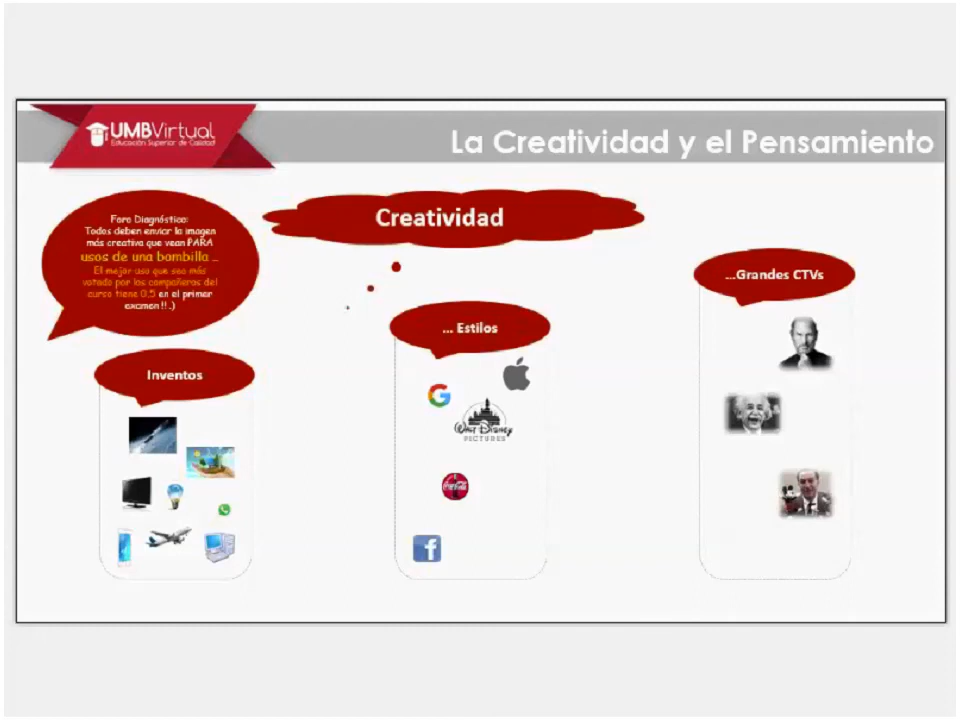 UMBVirtual
Educación Superior de Calidad
La Creatividad y el Pensamiento
Foro Diagnóstico:
Todos deben enviar la imagen
más creativa que vean PARA
usos de una bombilla ...
El mejor uso que sea más
votado por los compañeros del
curso tiene 0,5 en el primer
examen !! .)
Creatividad
...Grandes CTVs
... Estilos
Inventos
G
Walt Disney
PICTURES
Coca-Cola
f